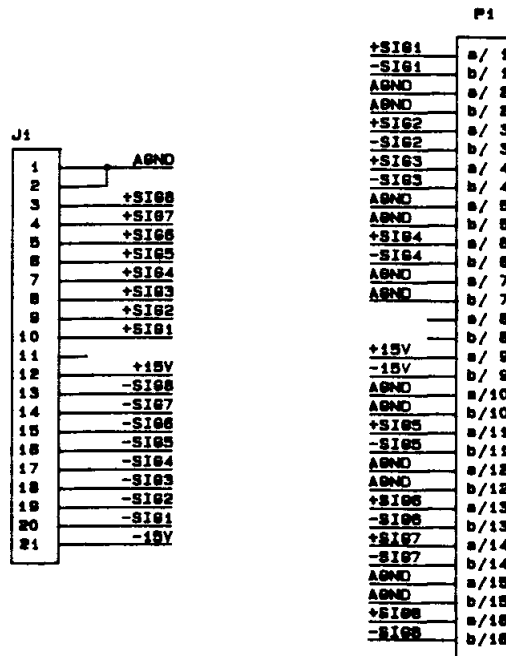 P1
+SIG1 a/ 1
-SIG1 b/ 1
AGND a/ 2
AGND b/ 2
+SIG2 a/ 3
-SIG2 b/ 3
+SIG3 a/ 4
-SIG3 b/ 4
AGND a/ 5
AGND b/ 5
+SIG4 a/ 6
-SIG4 b/ 6
AGND a/ 7
AGND b/ 7
a/ 8
b/ 8
+15V a/ 9
-15V b/ 9
AGND a/10
AGND b/10
+SIG5 a/11
-SIG5 b/11
AGND a/12
AGND b/12
+SIG6 a/13
-SIG6 b/13
+SIG7 a/14
-SIG7 b/14
AGND a/15
AGND b/15
+SIG8 a/16
-SIG8 b/16
J1
1 AGND
2
3 +SIG8
4 +SIG7
5 +SIG6
6 +SIG5
7 +SIG4
8 +SIG3
9 +SIG2
10 +SIG1
11
12 +15V
13 -SIG8
14 -SIG7
15 -SIG6
16 -SIG5
17 -SIG4
18 -SIG3
19 -SIG2
20 -SIG1
21 -15V